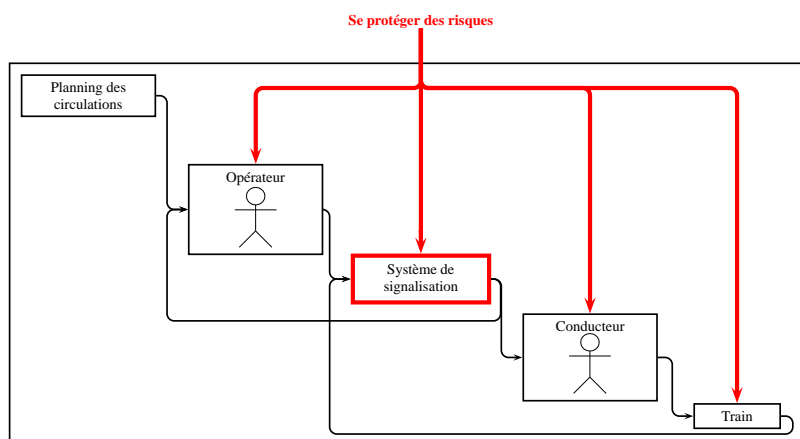 Se protéger des risques
Planning des
circulations
Opérateur
Système de
signalisation
Conducteur
Train